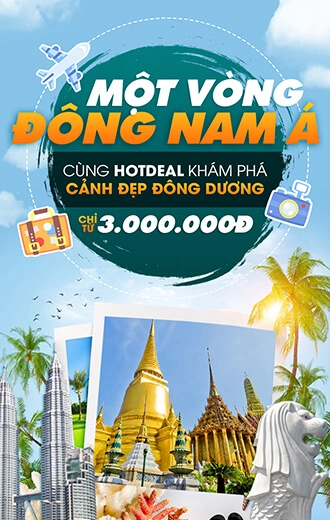 MỘT VÒNG
ĐÔNG NAM Á
CÙNG HOTDEAL KHÁM PHÁ
CẢNH ĐẸP ĐÔNG DƯƠNG
CHỈ TỪ 3.000.000Đ